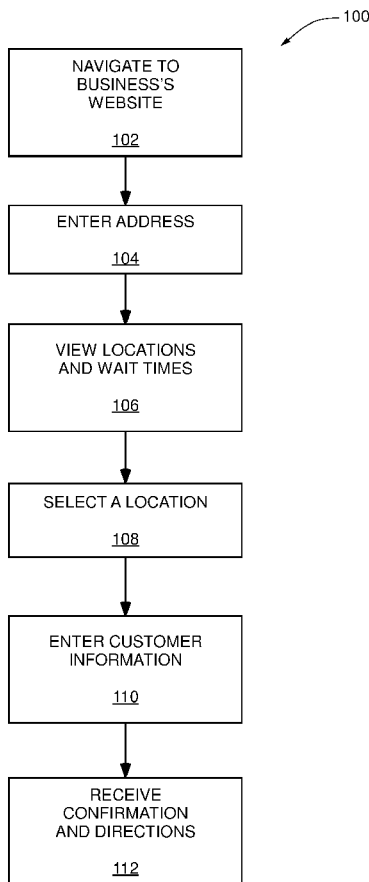 100
NAVIGATE TO
BUSINESS'S
WEBSITE
102
ENTER ADDRESS
104
VIEW LOCATIONS
AND WAIT TIMES
106
SELECT A LOCATION
108
ENTER CUSTOMER
INFORMATION
110
RECEIVE
CONFIRMATION
AND DIRECTIONS
112